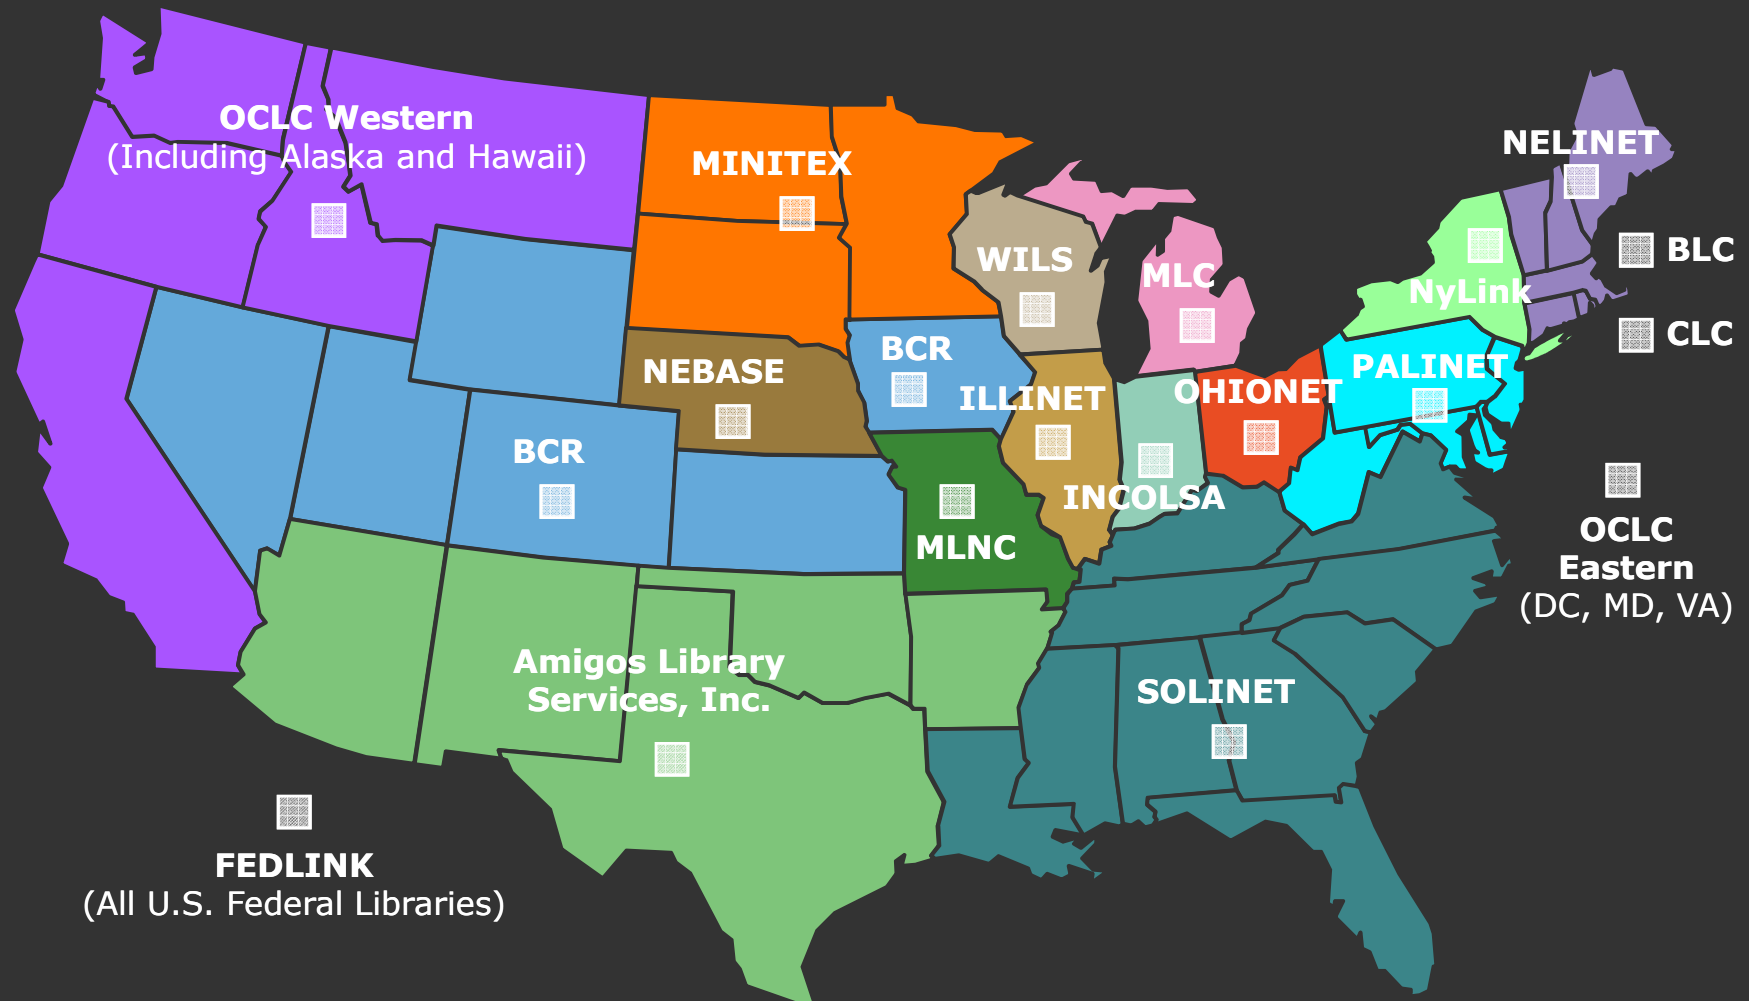 OCLC Western
(Including Alaska and Hawaii)
MINITEX
NELINET
WILS
MLC
BLC
NyLink
CLC
NEBASE
BCR
ILLINET
OHIONET
PALINET
BCR
INCOLSA
MLNC
OCLC
Eastern
(DC, MD, VA)
Amigos Library
Services, Inc.
SOLINET
FEDLINK
(All U.S. Federal Libraries)